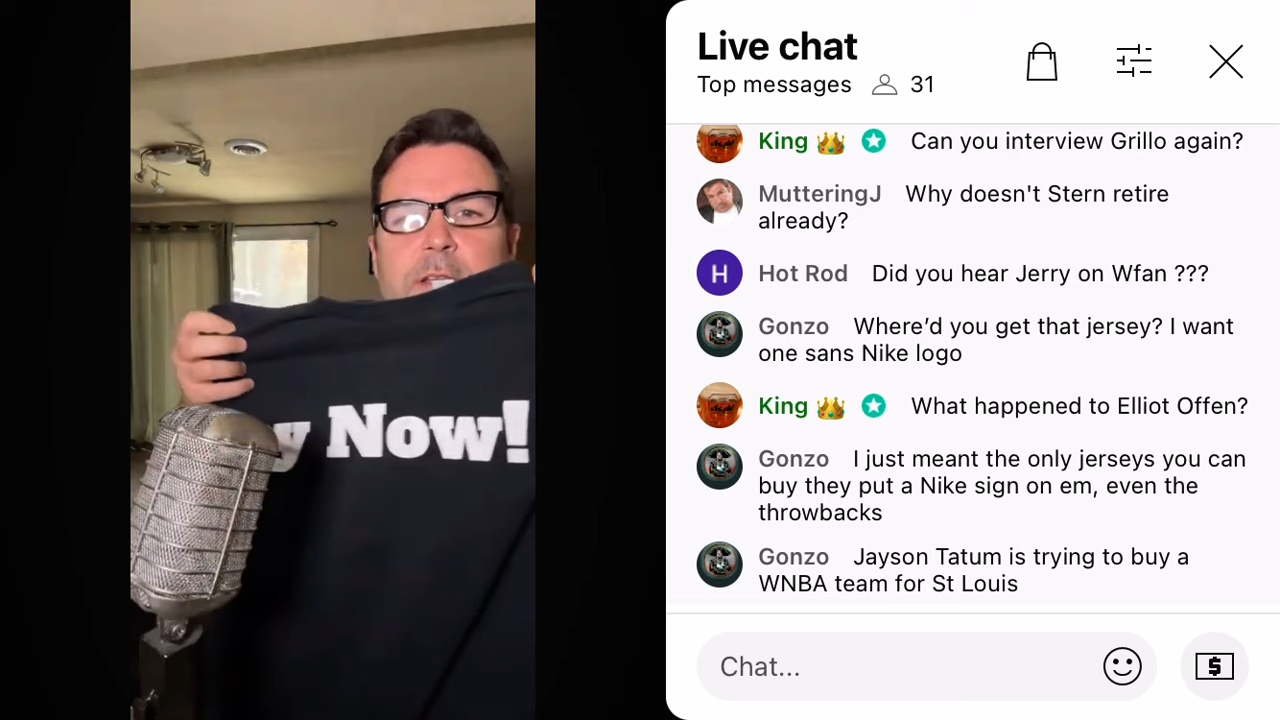 Live chat
Top messages 31
King Can you interview Grillo again?
MutteringJ Why doesn't Stern retire
already?
H Hot Rod Did you hear Jerry on Wfan ???
Gonzo Where’d you get that jersey? I want
one sans Nike logo
King What happened to Elliot Offen?
Gonzo I just meant the only jerseys you can
buy they put a Nike sign on em, even the
throwbacks
Gonzo Jayson Tatum is trying to buy a
WNBA team for St Louis
Chat...
$
y Now!